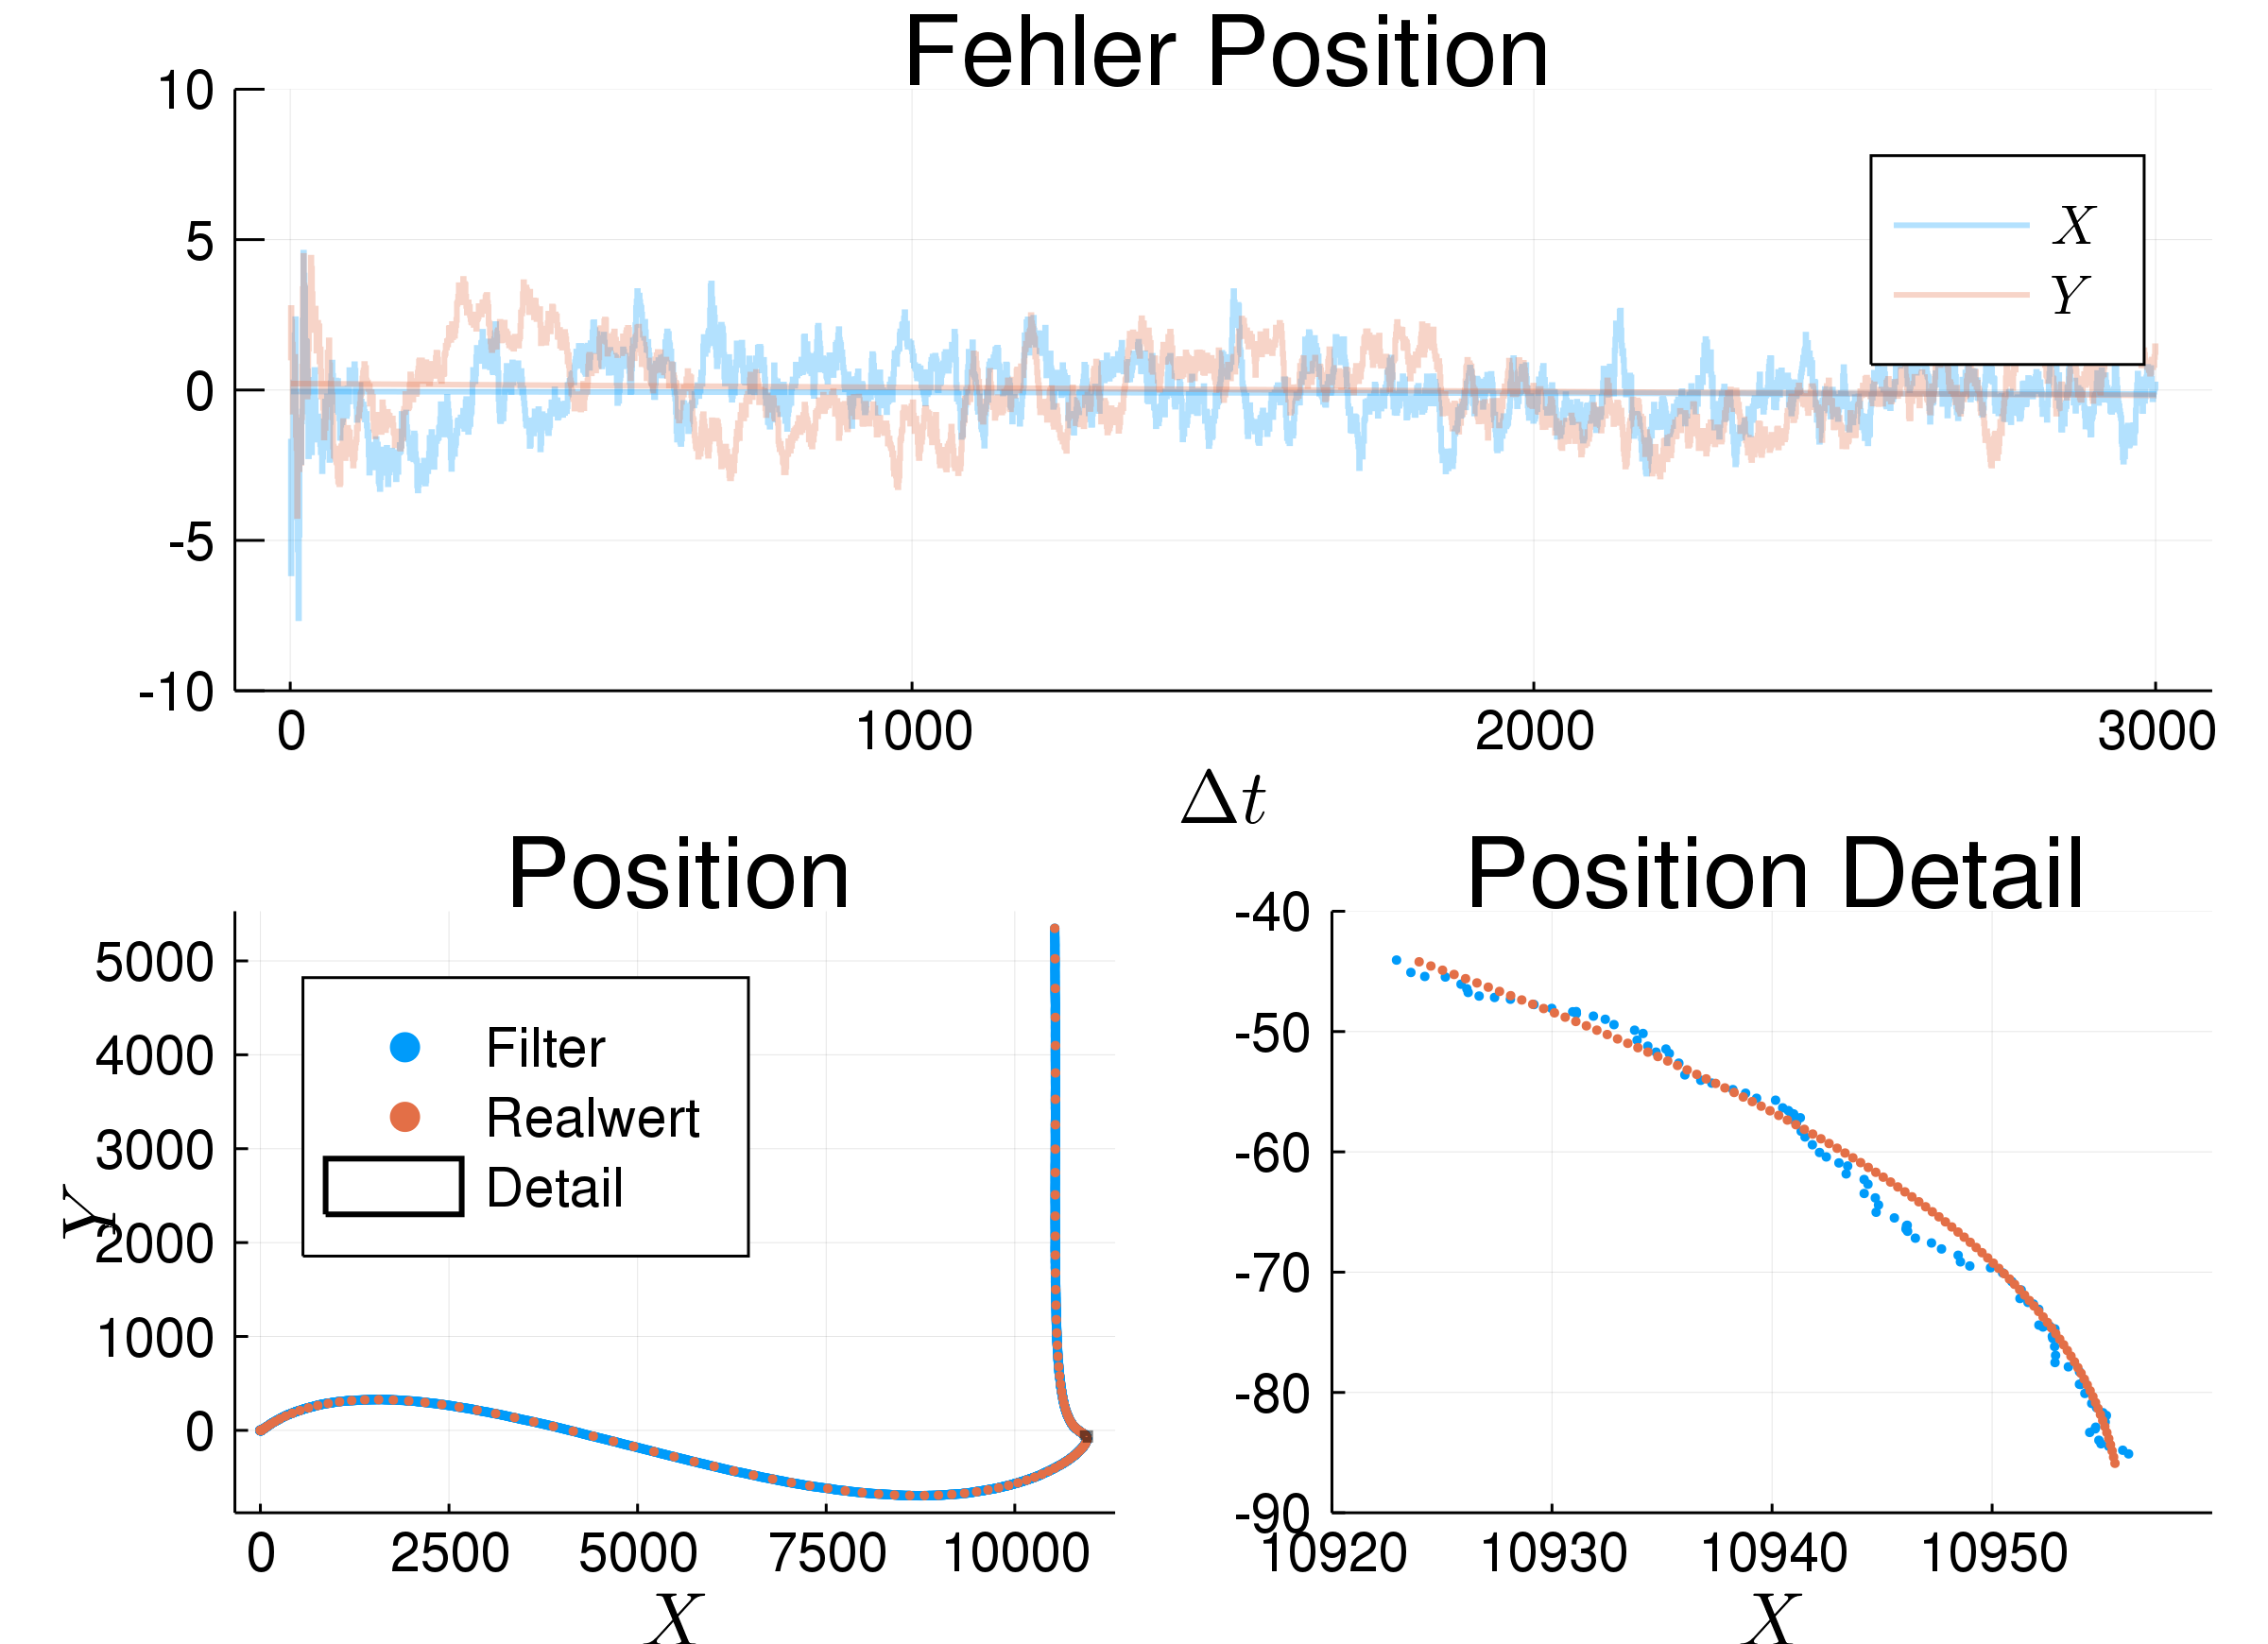 Fehler Position
10
5
0
-5
-10
X
Y
0 1000 2000 3000
Δt
Position
5000
4000
3000
2000
1000
0
Y
Filter
Realwert
Detail
0 2500 5000 7500 10000
X
Position Detail
-40
-50
-60
-70
-80
-90
10920 10930 10940 10950
X